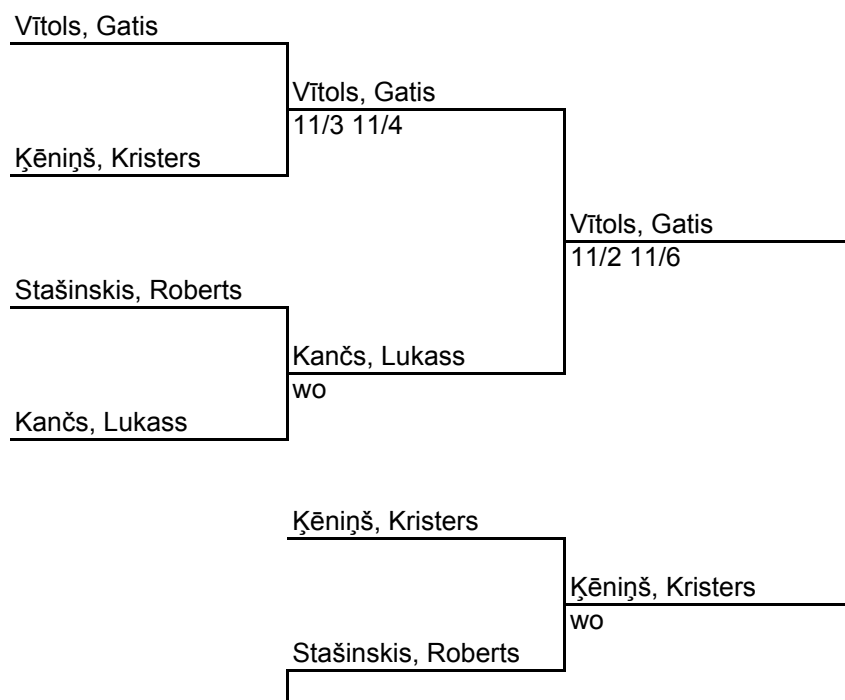 Vītols, Gatis
Vītols, Gatis
11/3 11/4
Ķēniņš, Kristers
Vītols, Gatis
11/2 11/6
Stašinskis, Roberts
Kančs, Lukass
wo
Kančs, Lukass
Ķēniņš, Kristers
Ķēniņš, Kristers
wo
Stašinskis, Roberts